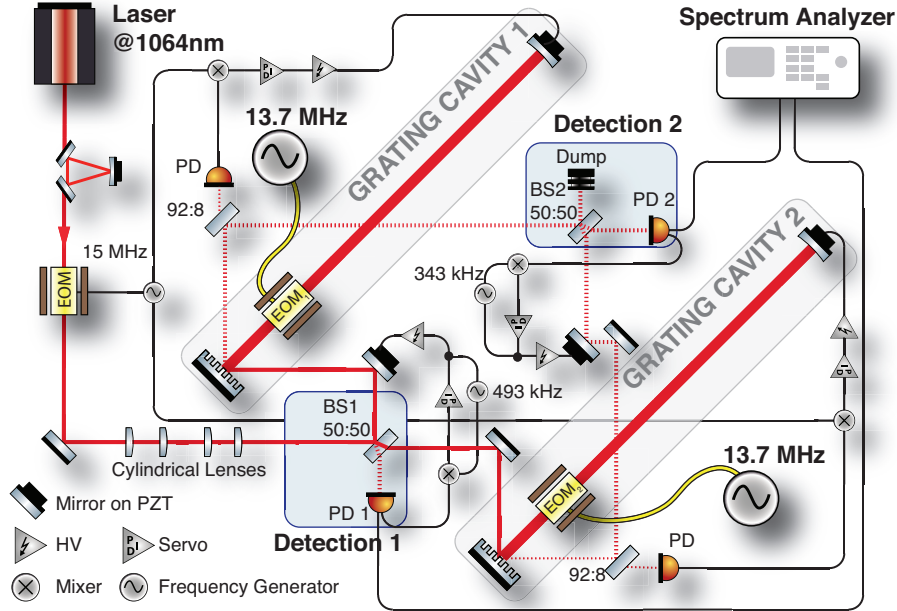 Laser
@1064nm
Spectrum Analyzer
GRATING CAVITY 1
P I D
13.7 MHz
Detection 2
PD
Dump
BS2
50:50
PD 2
92:8
15 MHz
EOM
343 kHz
P I D
GRATING CAVITY 2
EOM1
P I D
493 kHz
P I D
BS1
50:50
Cylindrical Lenses
13.7 MHz
EOM2
Mirror on PZT
PD 1
HV
P I D
Servo
Detection 1
92:8
PD
Mixer
Frequency Generator